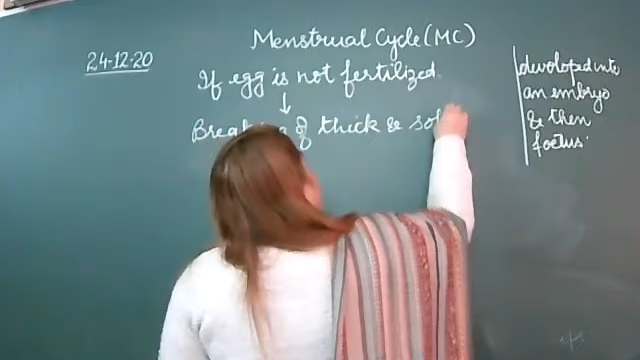 Menstrual Cycle (MC)
24-12-20
If egg is not fertilized.
↓
of thick & so
developed into
an embryo
& then
foetus.